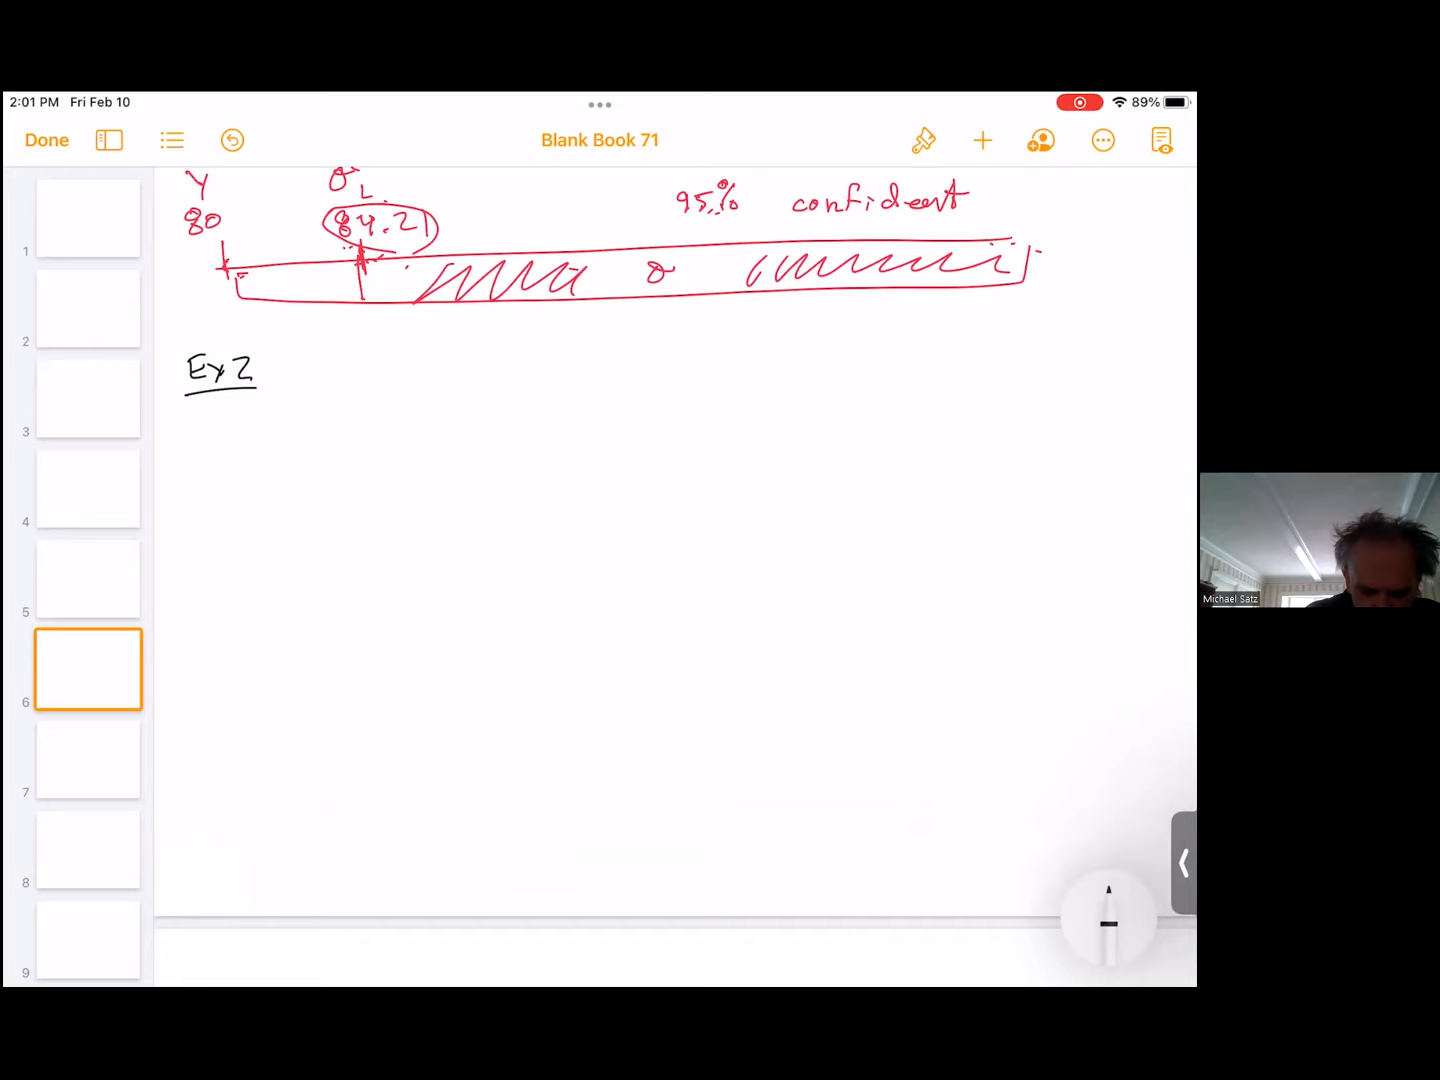 2:01 PM Fri Feb 10
89%
Done
Blank Book 71
Y
σL
95% confident
80
84.21
σ
Ex 2
1
2
3
4
5
6
7
8
9
Michael Satz